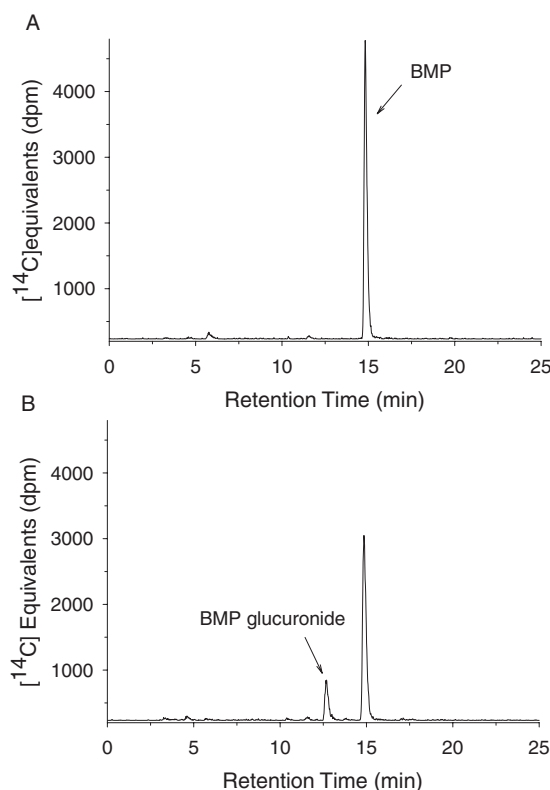 A
[¹⁴C]equivalents (dpm)
4000
3000
2000
1000
BMP
0 5 10 15 20 25
Retention Time (min)
B
[¹⁴C] Equivalents (dpm)
4000
3000
2000
1000
BMP glucuronide
0 5 10 15 20 25
Retention Time (min)